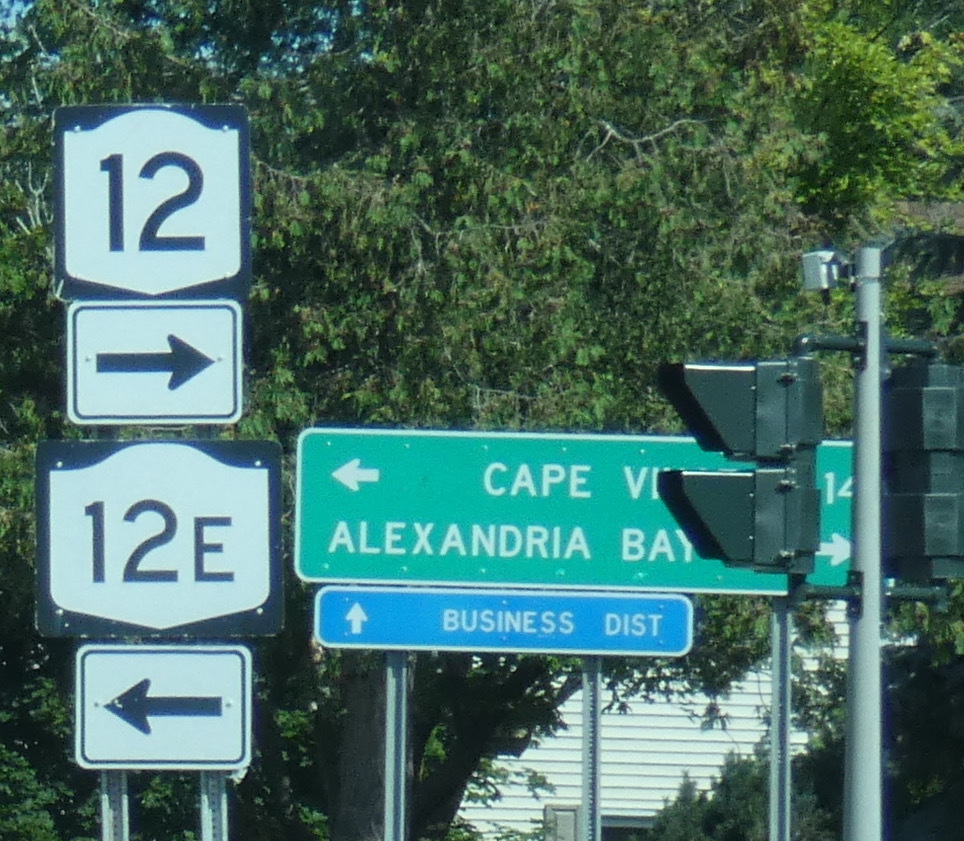 12
12E
CAPE 14
ALEXANDRIA BAY
BUSINESS DIST